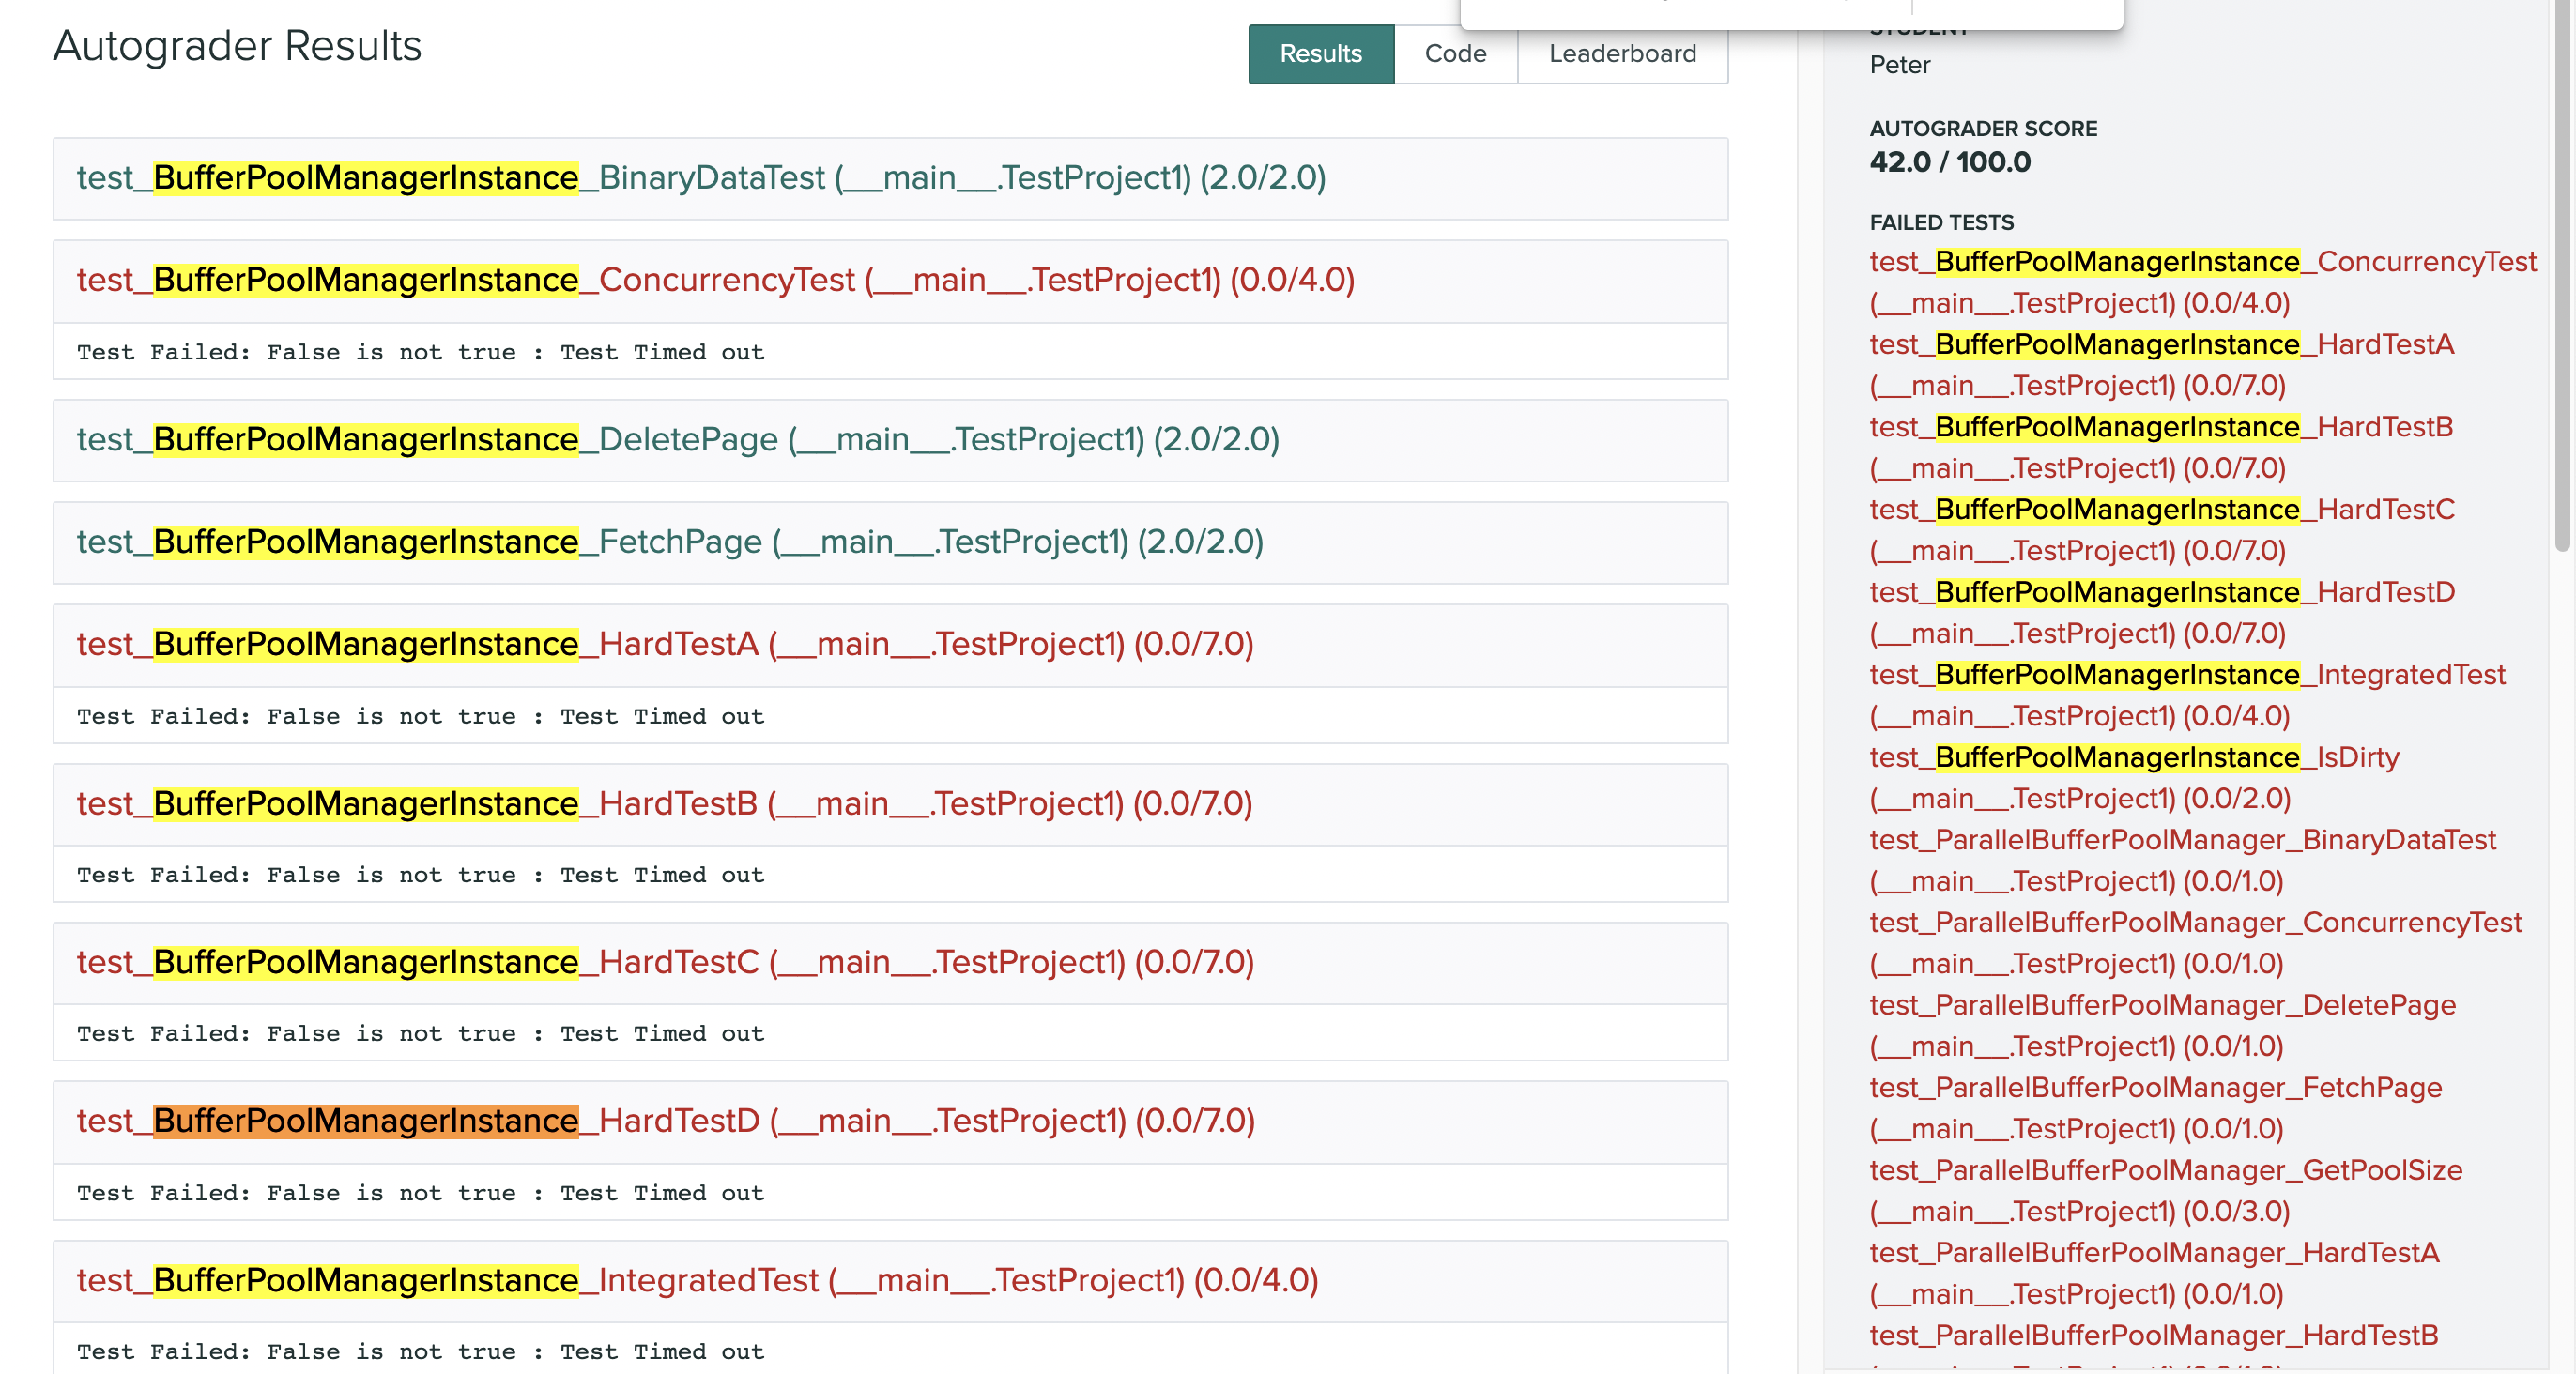 Autograder Results
Results
Code
Leaderboard
test_BufferPoolManagerInstance_BinaryDataTest (__main__.TestProject1) (2.0/2.0)
test_BufferPoolManagerInstance_ConcurrencyTest (__main__.TestProject1) (0.0/4.0)
Test Failed: False is not true : Test Timed out
test_BufferPoolManagerInstance_DeletePage (__main__.TestProject1) (2.0/2.0)
test_BufferPoolManagerInstance_FetchPage (__main__.TestProject1) (2.0/2.0)
test_BufferPoolManagerInstance_HardTestA (__main__.TestProject1) (0.0/7.0)
Test Failed: False is not true : Test Timed out
test_BufferPoolManagerInstance_HardTestB (__main__.TestProject1) (0.0/7.0)
Test Failed: False is not true : Test Timed out
test_BufferPoolManagerInstance_HardTestC (__main__.TestProject1) (0.0/7.0)
Test Failed: False is not true : Test Timed out
test_BufferPoolManagerInstance_HardTestD (__main__.TestProject1) (0.0/7.0)
Test Failed: False is not true : Test Timed out
test_BufferPoolManagerInstance_IntegratedTest (__main__.TestProject1) (0.0/4.0)
Test Failed: False is not true : Test Timed out
STUDENT
Peter
AUTOGRADER SCORE
42.0 / 100.0
FAILED TESTS
test_BufferPoolManagerInstance_ConcurrencyTest
(__main__.TestProject1) (0.0/4.0)
test_BufferPoolManagerInstance_HardTestA
(__main__.TestProject1) (0.0/7.0)
test_BufferPoolManagerInstance_HardTestB
(__main__.TestProject1) (0.0/7.0)
test_BufferPoolManagerInstance_HardTestC
(__main__.TestProject1) (0.0/7.0)
test_BufferPoolManagerInstance_HardTestD
(__main__.TestProject1) (0.0/7.0)
test_BufferPoolManagerInstance_IntegratedTest
(__main__.TestProject1) (0.0/4.0)
test_BufferPoolManagerInstance_IsDirty
(__main__.TestProject1) (0.0/2.0)
test_ParallelBufferPoolManager_BinaryDataTest
(__main__.TestProject1) (0.0/1.0)
test_ParallelBufferPoolManager_ConcurrencyTest
(__main__.TestProject1) (0.0/1.0)
test_ParallelBufferPoolManager_DeletePage
(__main__.TestProject1) (0.0/1.0)
test_ParallelBufferPoolManager_FetchPage
(__main__.TestProject1) (0.0/1.0)
test_ParallelBufferPoolManager_GetPoolSize
(__main__.TestProject1) (0.0/3.0)
test_ParallelBufferPoolManager_HardTestA
(__main__.TestProject1) (0.0/1.0)
test_ParallelBufferPoolManager_HardTestB